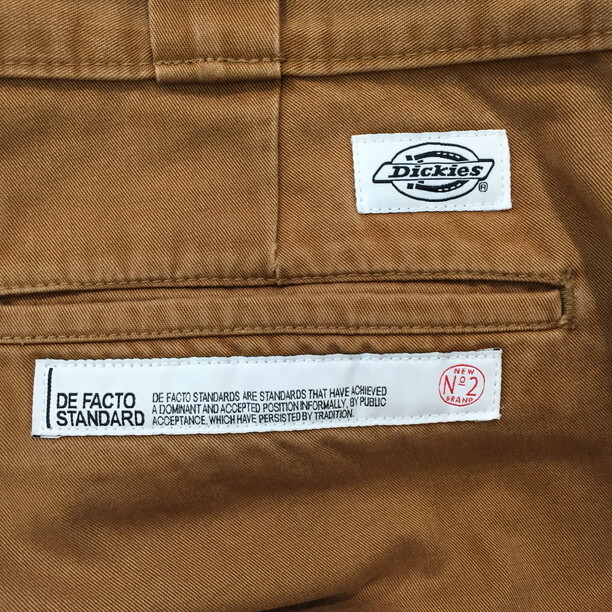 Dickies
®
DE FACTO
STANDARD
DE FACTO STANDARDS ARE STANDARDS THAT HAVE ACHIEVED
A DOMINANT AND ACCEPTED POSITION INFORMALLY, BY PUBLIC
ACCEPTANCE, WHICH HAVE PERSISTED BY TRADITION.
NEW
Nº2
BRAND